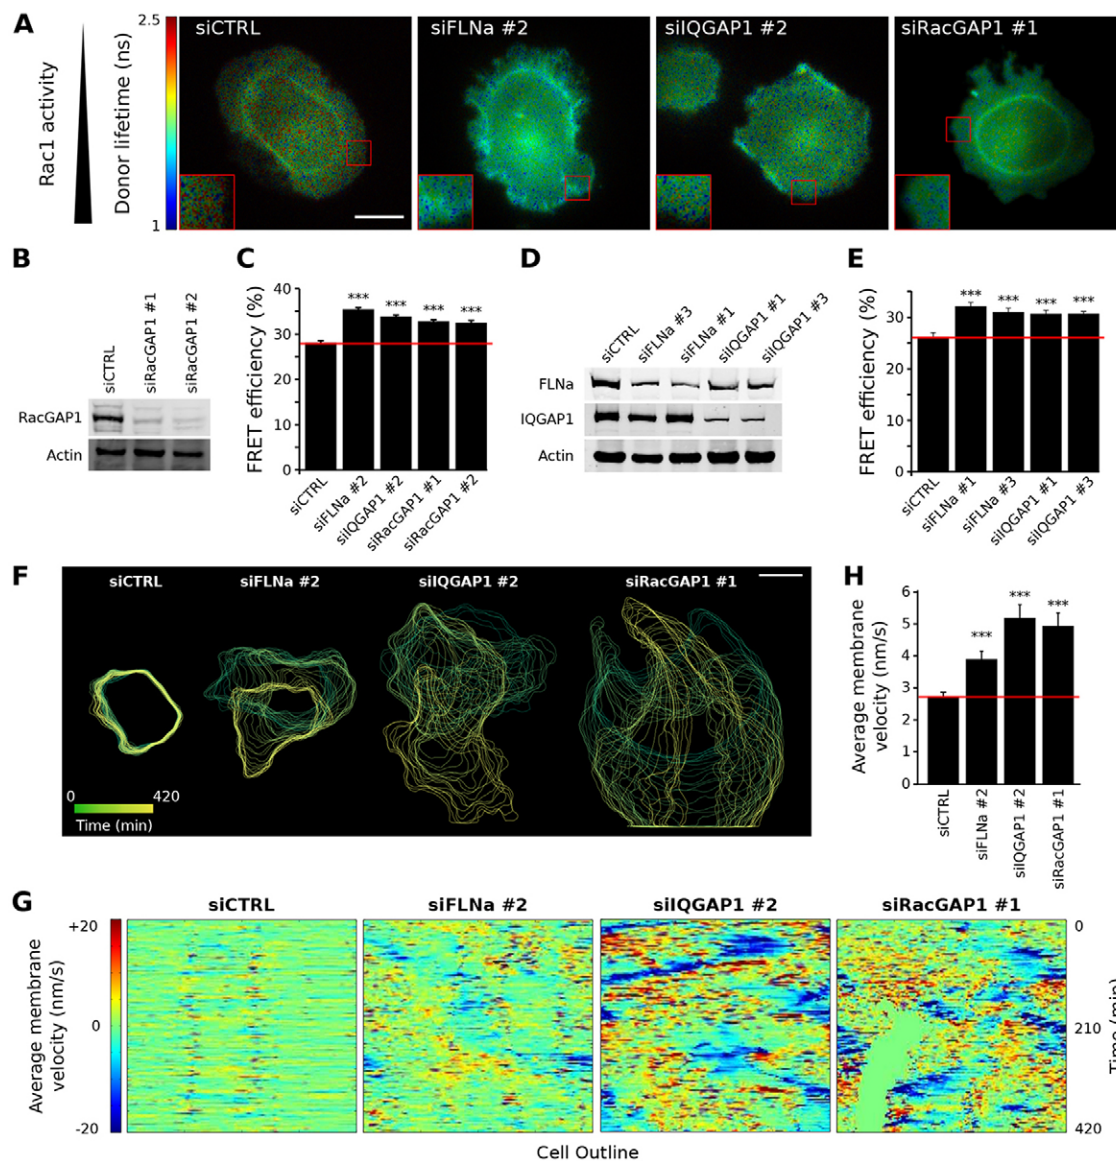 A
Rac1 activity
Donor lifetime (ns)
2.5
1
siCTRL
siFLNa #2
siIQGAP1 #2
siRacGAP1 #1
B
siCTRL
siRacGAP1 #1
siRacGAP1 #2
RacGAP1
Actin
C
FRET efficiency (%)
40
30
20
10
0
***
***
***
***
siCTRL
siFLNa #2
siIQGAP1 #2
siRacGAP1 #1
siRacGAP1 #2
D
siCTRL
siFLNa #3
siFLNa #1
siIQGAP1 #1
siIQGAP1 #3
FLNa
IQGAP1
Actin
E
FRET efficiency (%)
30
20
10
0
***
***
***
***
siCTRL
siFLNa #1
siFLNa #3
siIQGAP1 #1
siIQGAP1 #3
F
siCTRL
siFLNa #2
siIQGAP1 #2
siRacGAP1 #1
0
420
Time (min)
H
Average membrane
velocity (nm/s)
6
5
4
3
2
1
0
***
***
***
siCTRL
siFLNa #2
siIQGAP1 #2
siRacGAP1 #1
G
siCTRL
siFLNa #2
siIQGAP1 #2
siRacGAP1 #1
Average membrane
velocity (nm/s)
+20
0
-20
0
210
420
Time (min)
Cell Outline